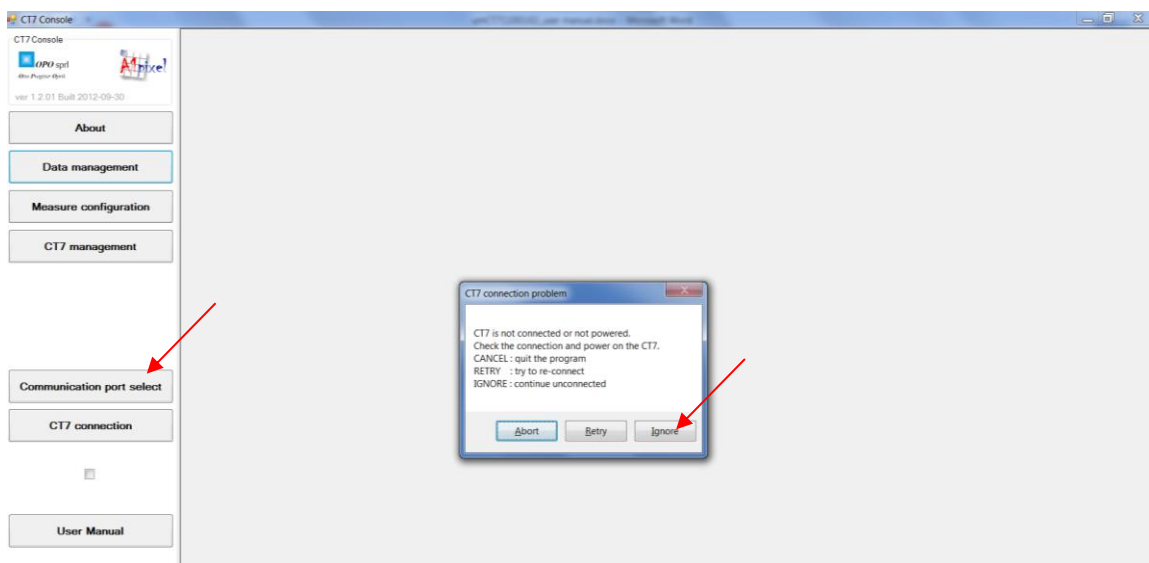 CT7 Console
CT7 Console
OPO sprl
A1pixel
ver 1.2.01 Built 2012-09-30
About
Data management
Measure configuration
CT7 management
CT7 connection problem
CT7 is not connected or not powered.
Check the connection and power on the CT7.
CANCEL : quit the program
RETRY : try to re-connect
IGNORE : continue unconnected
Abort
Retry
Ignore
Communication port select
CT7 connection
User Manual